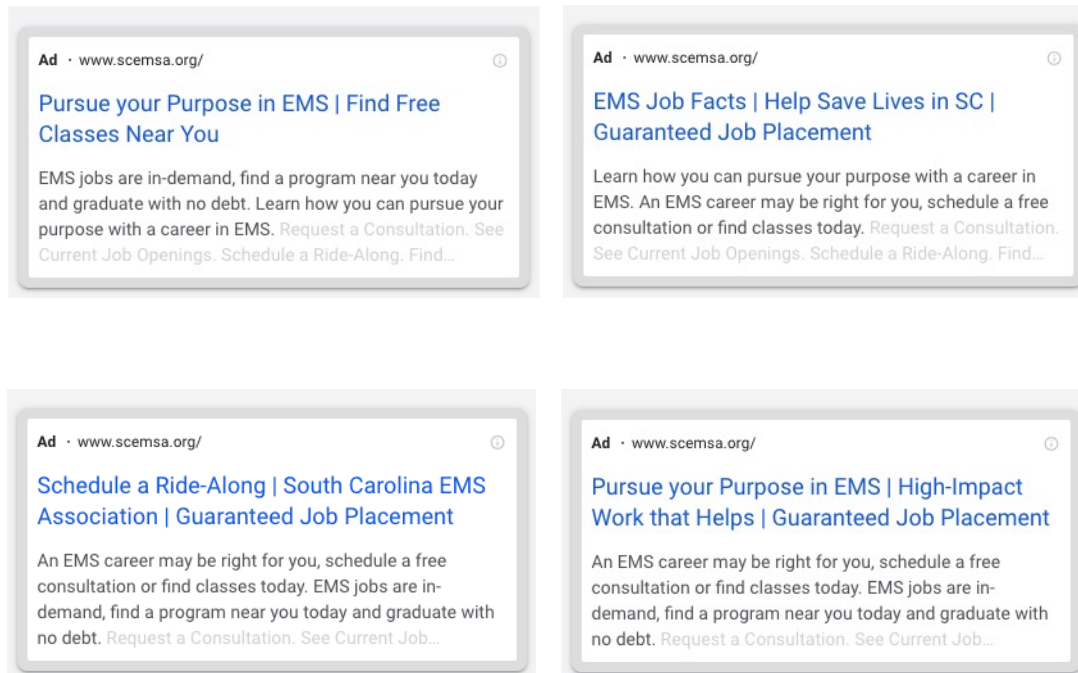 Ad · www.scemsa.org/
Pursue your Purpose in EMS | Find Free
Classes Near You
EMS jobs are in-demand, find a program near you today
and graduate with no debt. Learn how you can pursue your
purpose with a career in EMS. Request a Consultation. See
Current Job Openings. Schedule a Ride-Along. Find...
Ad · www.scemsa.org/
EMS Job Facts | Help Save Lives in SC |
Guaranteed Job Placement
Learn how you can pursue your purpose with a career in
EMS. An EMS career may be right for you, schedule a free
consultation or find classes today. Request a Consultation.
See Current Job Openings. Schedule a Ride-Along. Find...
Ad · www.scemsa.org/
Schedule a Ride-Along | South Carolina EMS
Association | Guaranteed Job Placement
An EMS career may be right for you, schedule a free
consultation or find classes today. EMS jobs are in-
demand, find a program near you today and graduate with
no debt. Request a Consultation. See Current Job...
Ad · www.scemsa.org/
Pursue your Purpose in EMS | High-Impact
Work that Helps | Guaranteed Job Placement
An EMS career may be right for you, schedule a free
consultation or find classes today. EMS jobs are in-
demand, find a program near you today and graduate with
no debt. Request a Consultation. See Current Job...